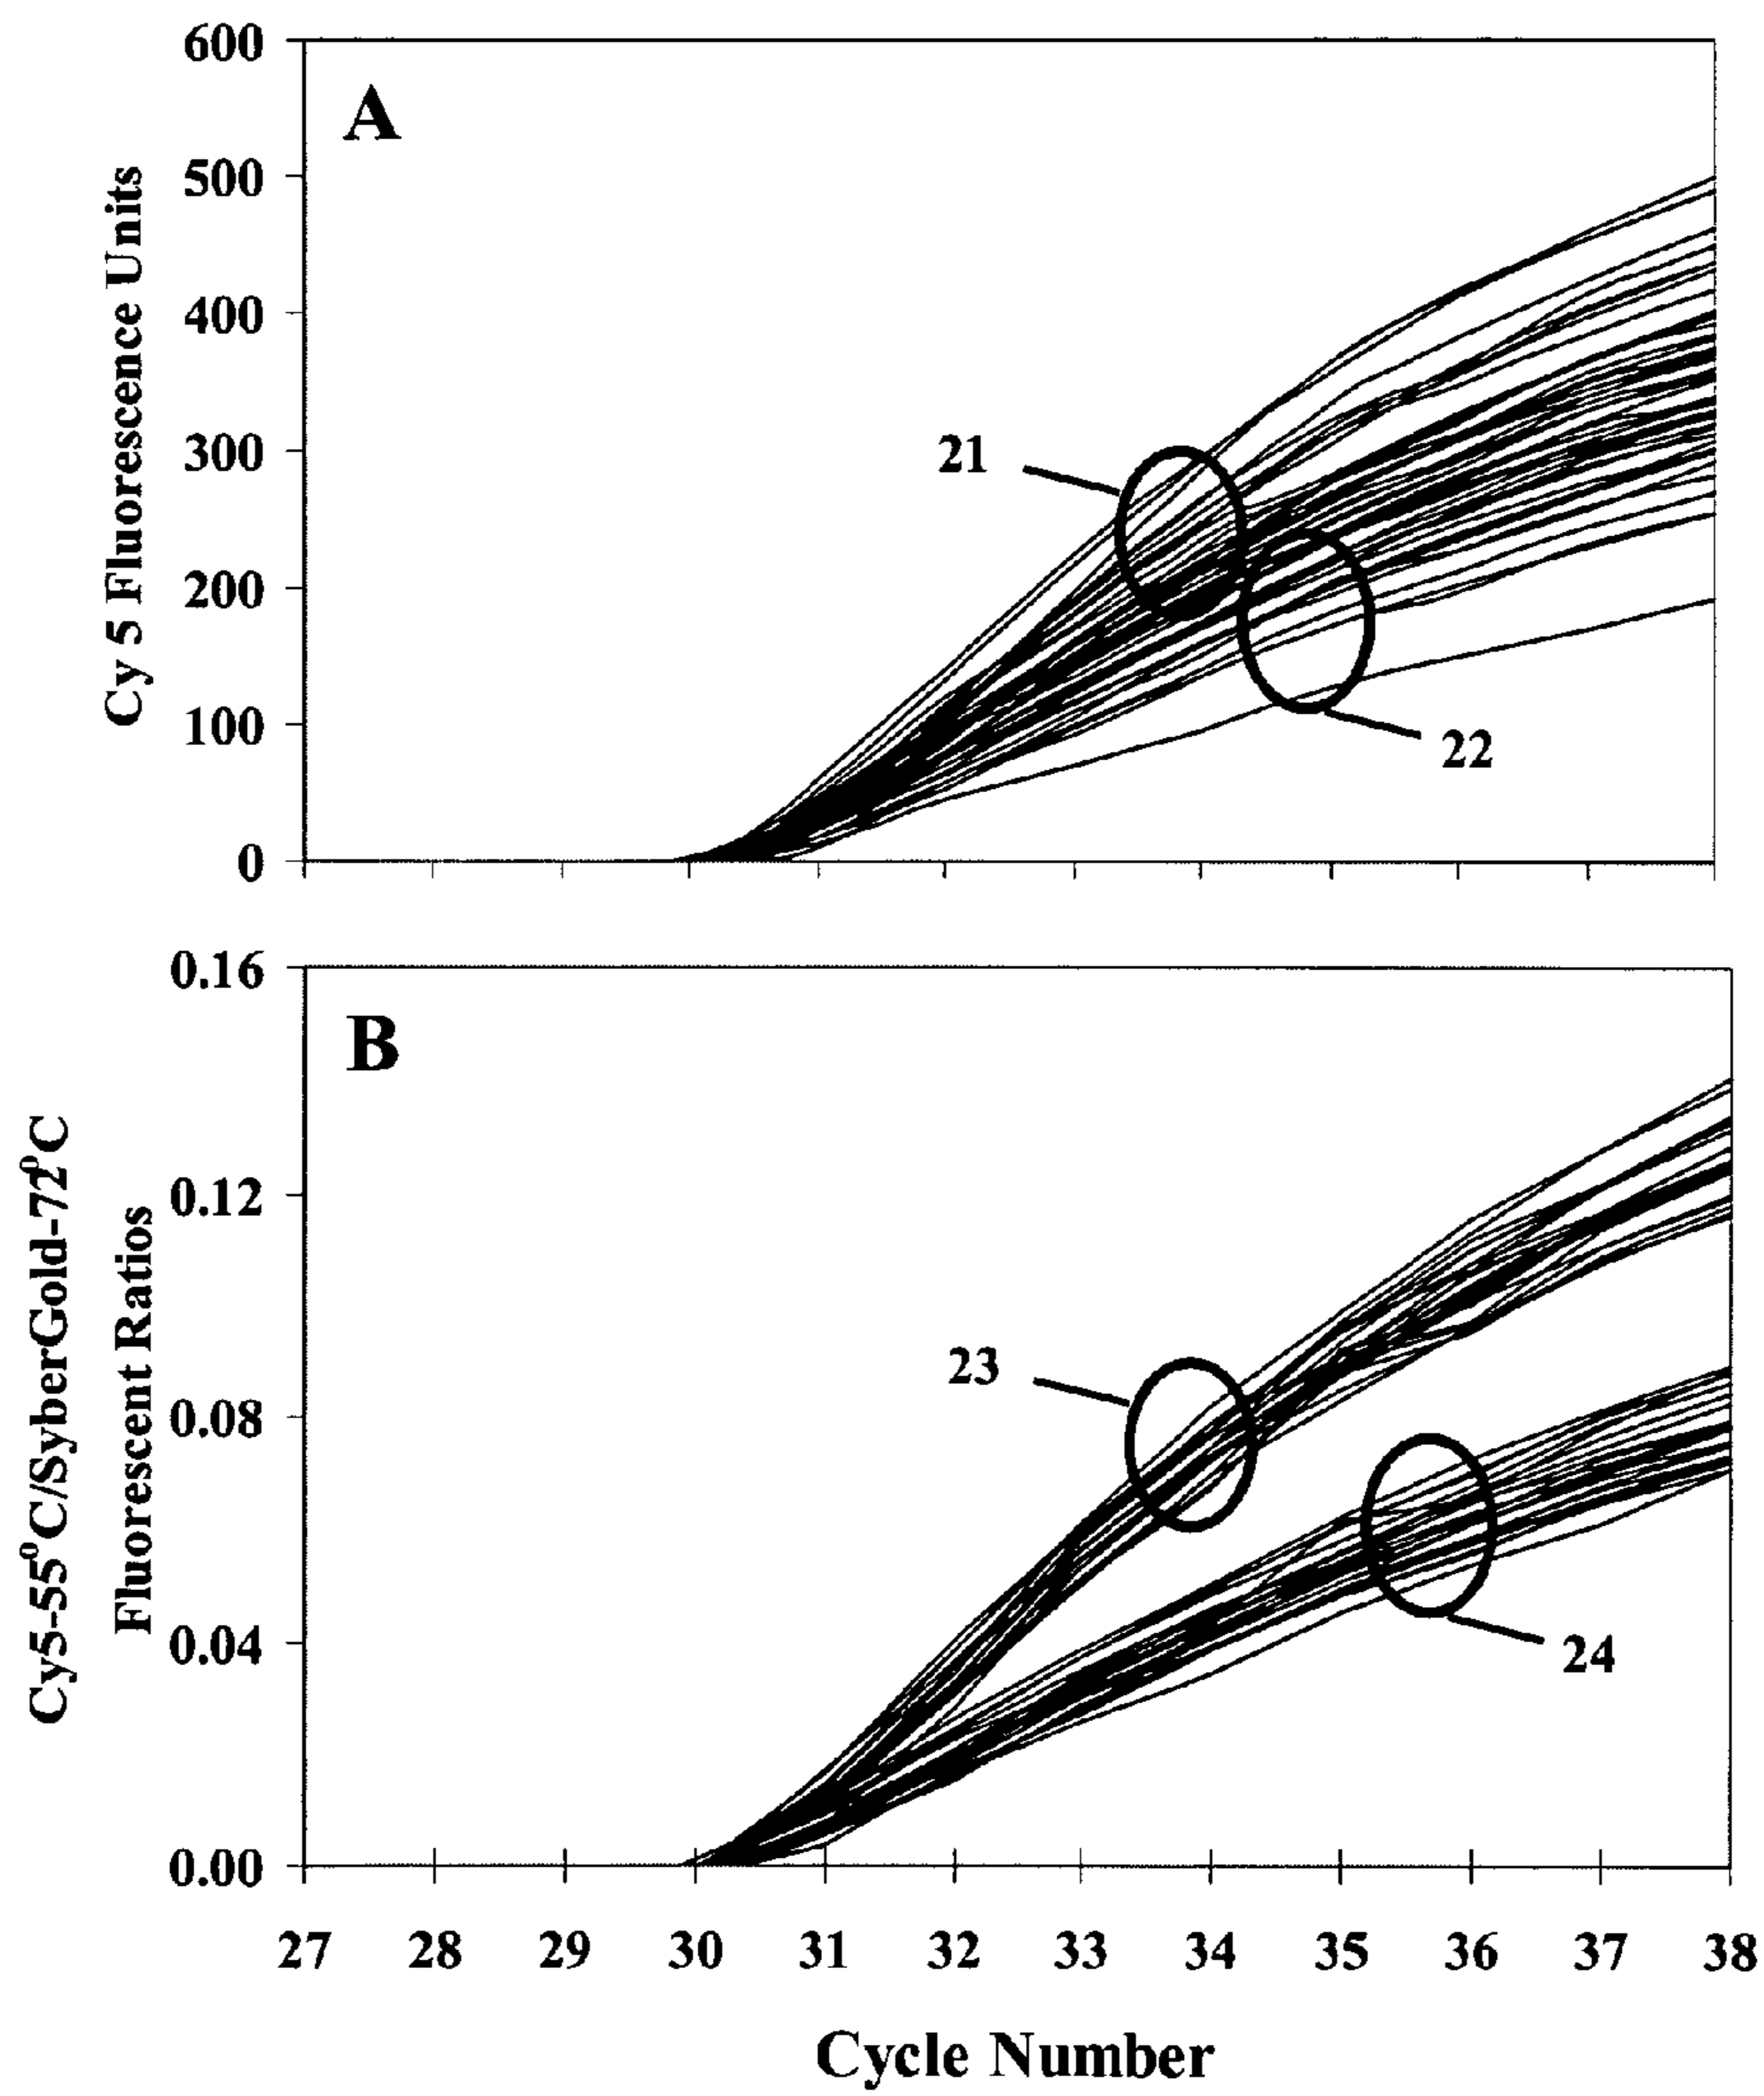 600
A
500
400
300
200
100
0
Cy 5 Fluorescence Units
21
22
0.16
B
0.12
0.08
0.04
0.00
Cy5-55⁰C/SyberGold-72⁰C
Fluorescent Ratios
23
24
27 28 29 30 31 32 33 34 35 36 37 38
Cycle Number